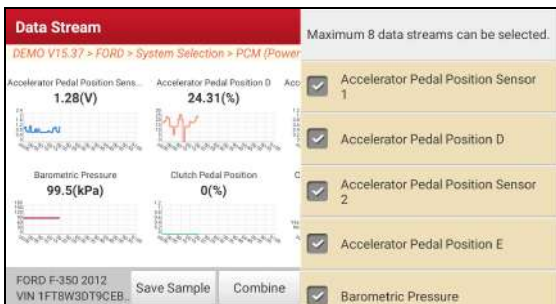 Data Stream
Maximum 8 data streams can be selected.
DEMO V15.37 > FORD > System Selection > PCM (Power
Accelerator Pedal Position Sens...
1.28(V)
Accelerator Pedal Position D
24.31(%)
Acc
Barometric Pressure
99.5(kPa)
Clutch Pedal Position
0(%)
C
Accelerator Pedal Position Sensor
1
Accelerator Pedal Position D
Accelerator Pedal Position Sensor
2
Accelerator Pedal Position E
Barometric Pressure
FORD F-350 2012
VIN 1FT8W3DT9CEB...
Save Sample
Combine